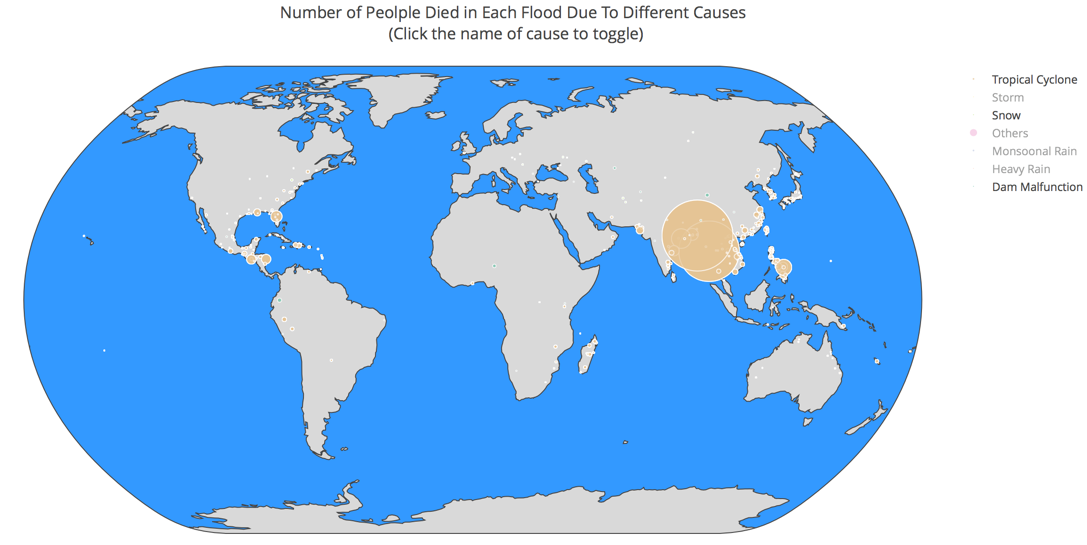 Number of Peolple Died in Each Flood Due To Different Causes
(Click the name of cause to toggle)
Tropical Cyclone
Storm
Snow
Others
Monsoonal Rain
Heavy Rain
Dam Malfunction